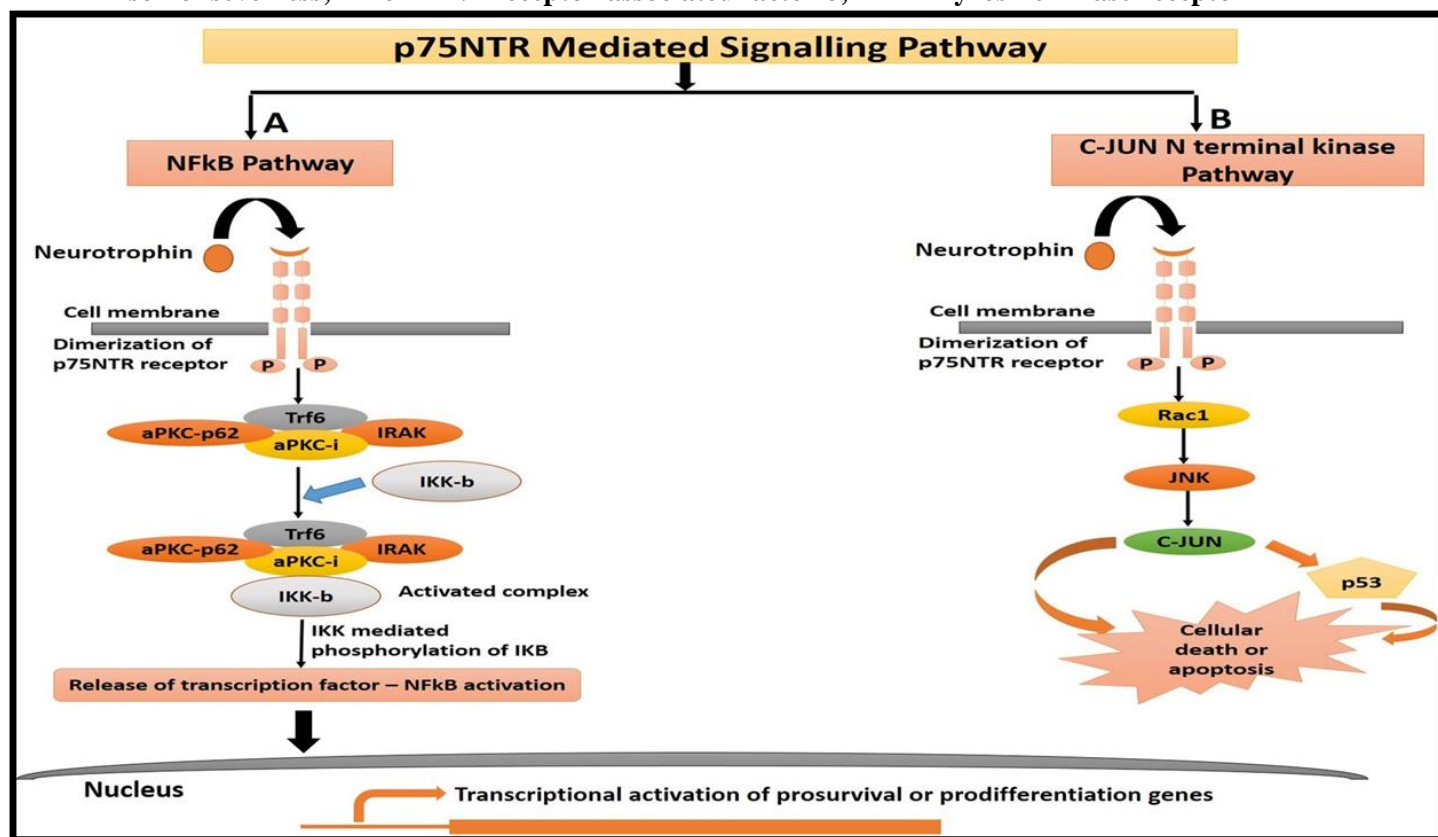 p75NTR Mediated Signalling Pathway
A
NFkB Pathway
Neurotrophin
Cell membrane
Dimerization of
p75NTR receptor
P
P
Trf6
aPKC-p62
IRAK
aPKC-i
IKK-b
Trf6
aPKC-p62
IRAK
aPKC-i
IKK-b
Activated complex
IKK mediated
phosphorylation of IKB
Release of transcription factor – NFkB activation
B
C-JUN N terminal kinase
Pathway
Neurotrophin
Cell membrane
Dimerization of
p75NTR receptor
P
P
Rac1
JNK
C-JUN
p53
Cellular
death or
apoptosis
Nucleus
Transcriptional activation of prosurvival or prodifferentiation genes